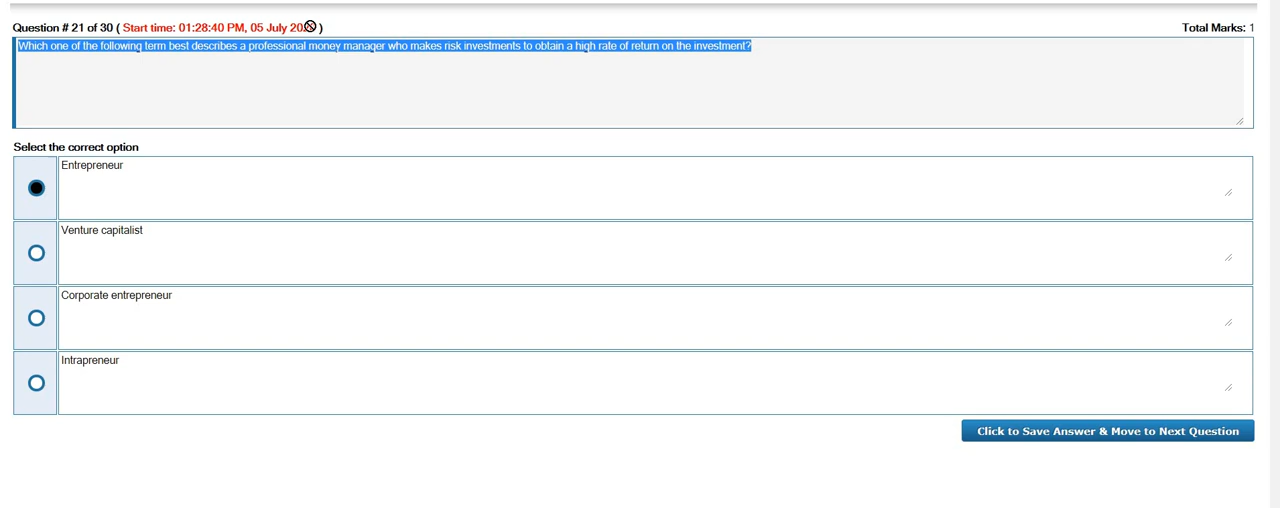 Question # 21 of 30 ( Start time: 01:28:40 PM, 05 July )
Total Marks: 1
Which one of the following term best describes a professional money manager who makes risk investments to obtain a high rate of return on the investment?
Select the correct option
Entrepreneur
Venture capitalist
Corporate entrepreneur
Intrapreneur
Click to Save Answer & Move to Next Question